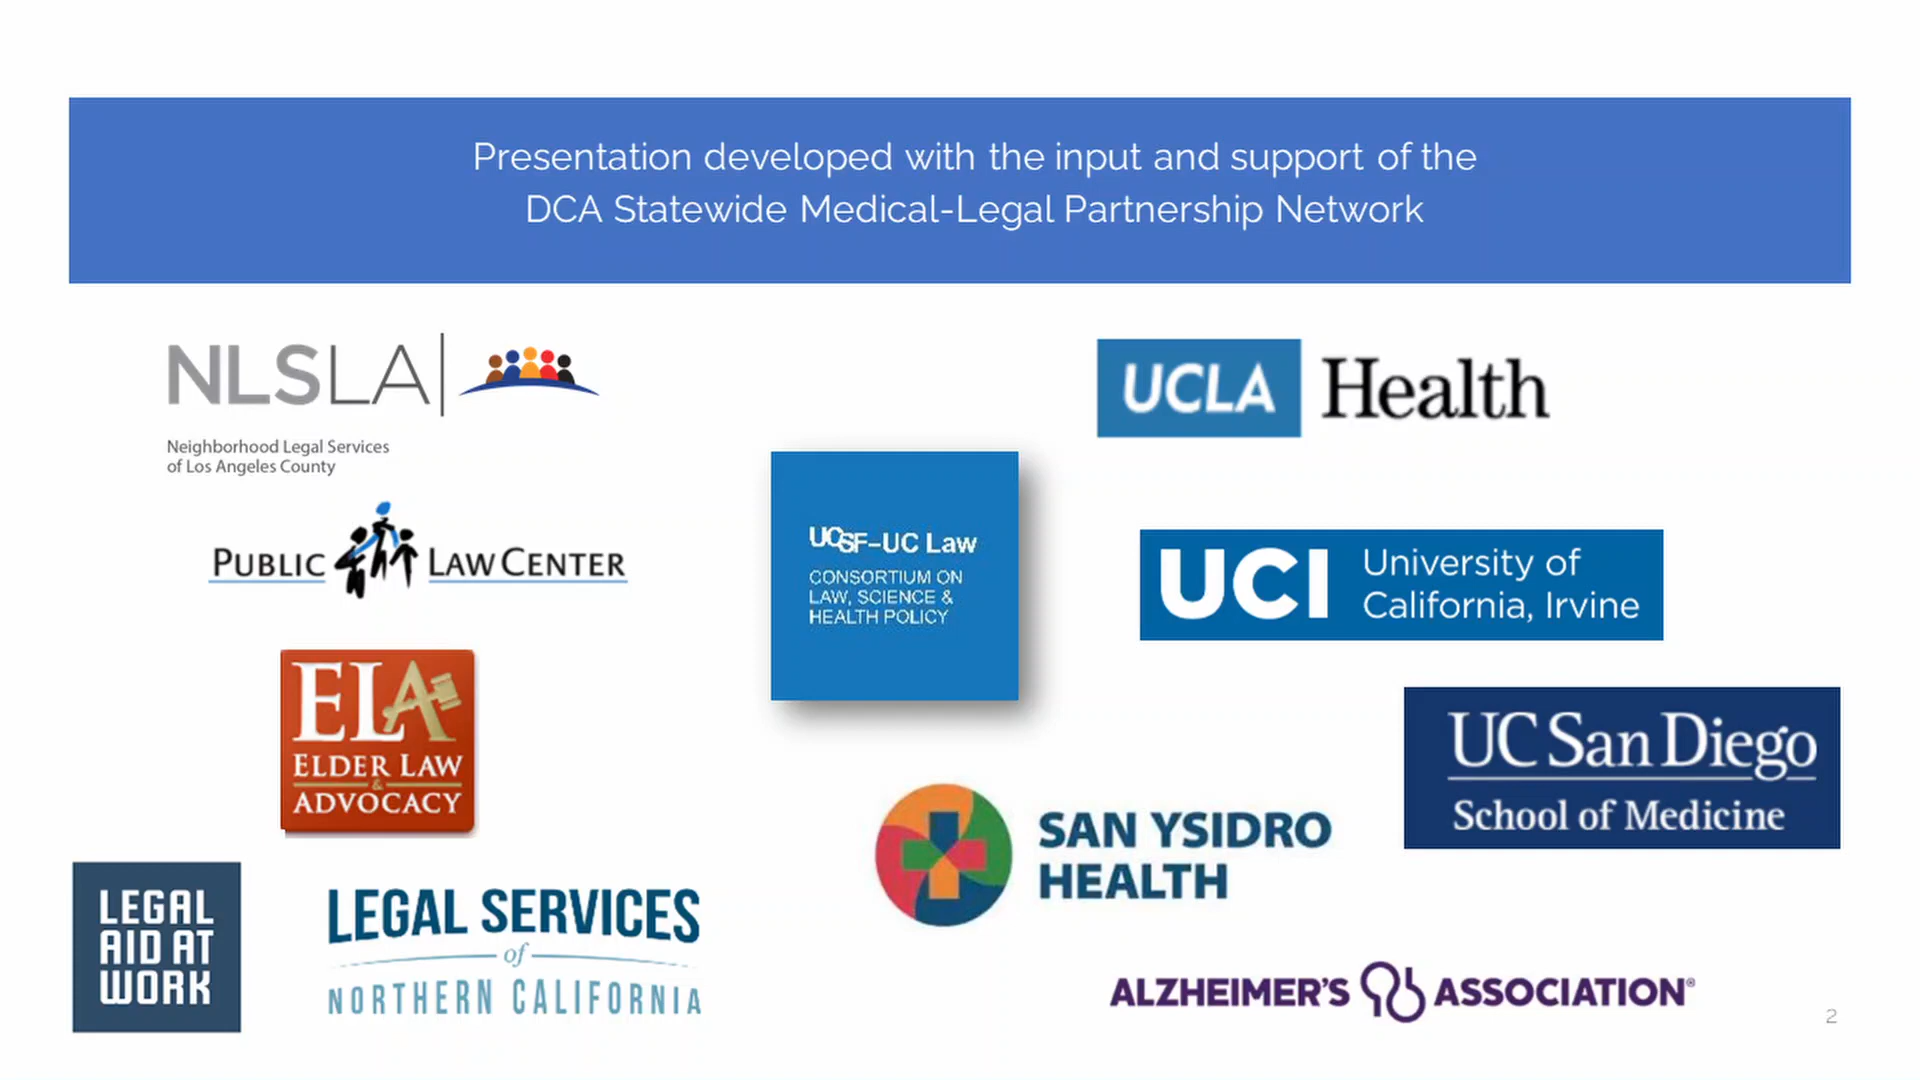 Presentation developed with the input and support of the
DCA Statewide Medical-Legal Partnership Network
NLSLA
Neighborhood Legal Services
of Los Angeles County
UCLA Health
PUBLIC LAW CENTER
UCSF–UC Law
CONSORTIUM ON
LAW, SCIENCE &
HEALTH POLICY
UCI University of
California, Irvine
ELA
ELDER LAW
&
ADVOCACY
UC San Diego
School of Medicine
SAN YSIDRO
HEALTH
LEGAL
AID AT
WORK
LEGAL SERVICES
of
NORTHERN CALIFORNIA
ALZHEIMER'S ASSOCIATION®
2